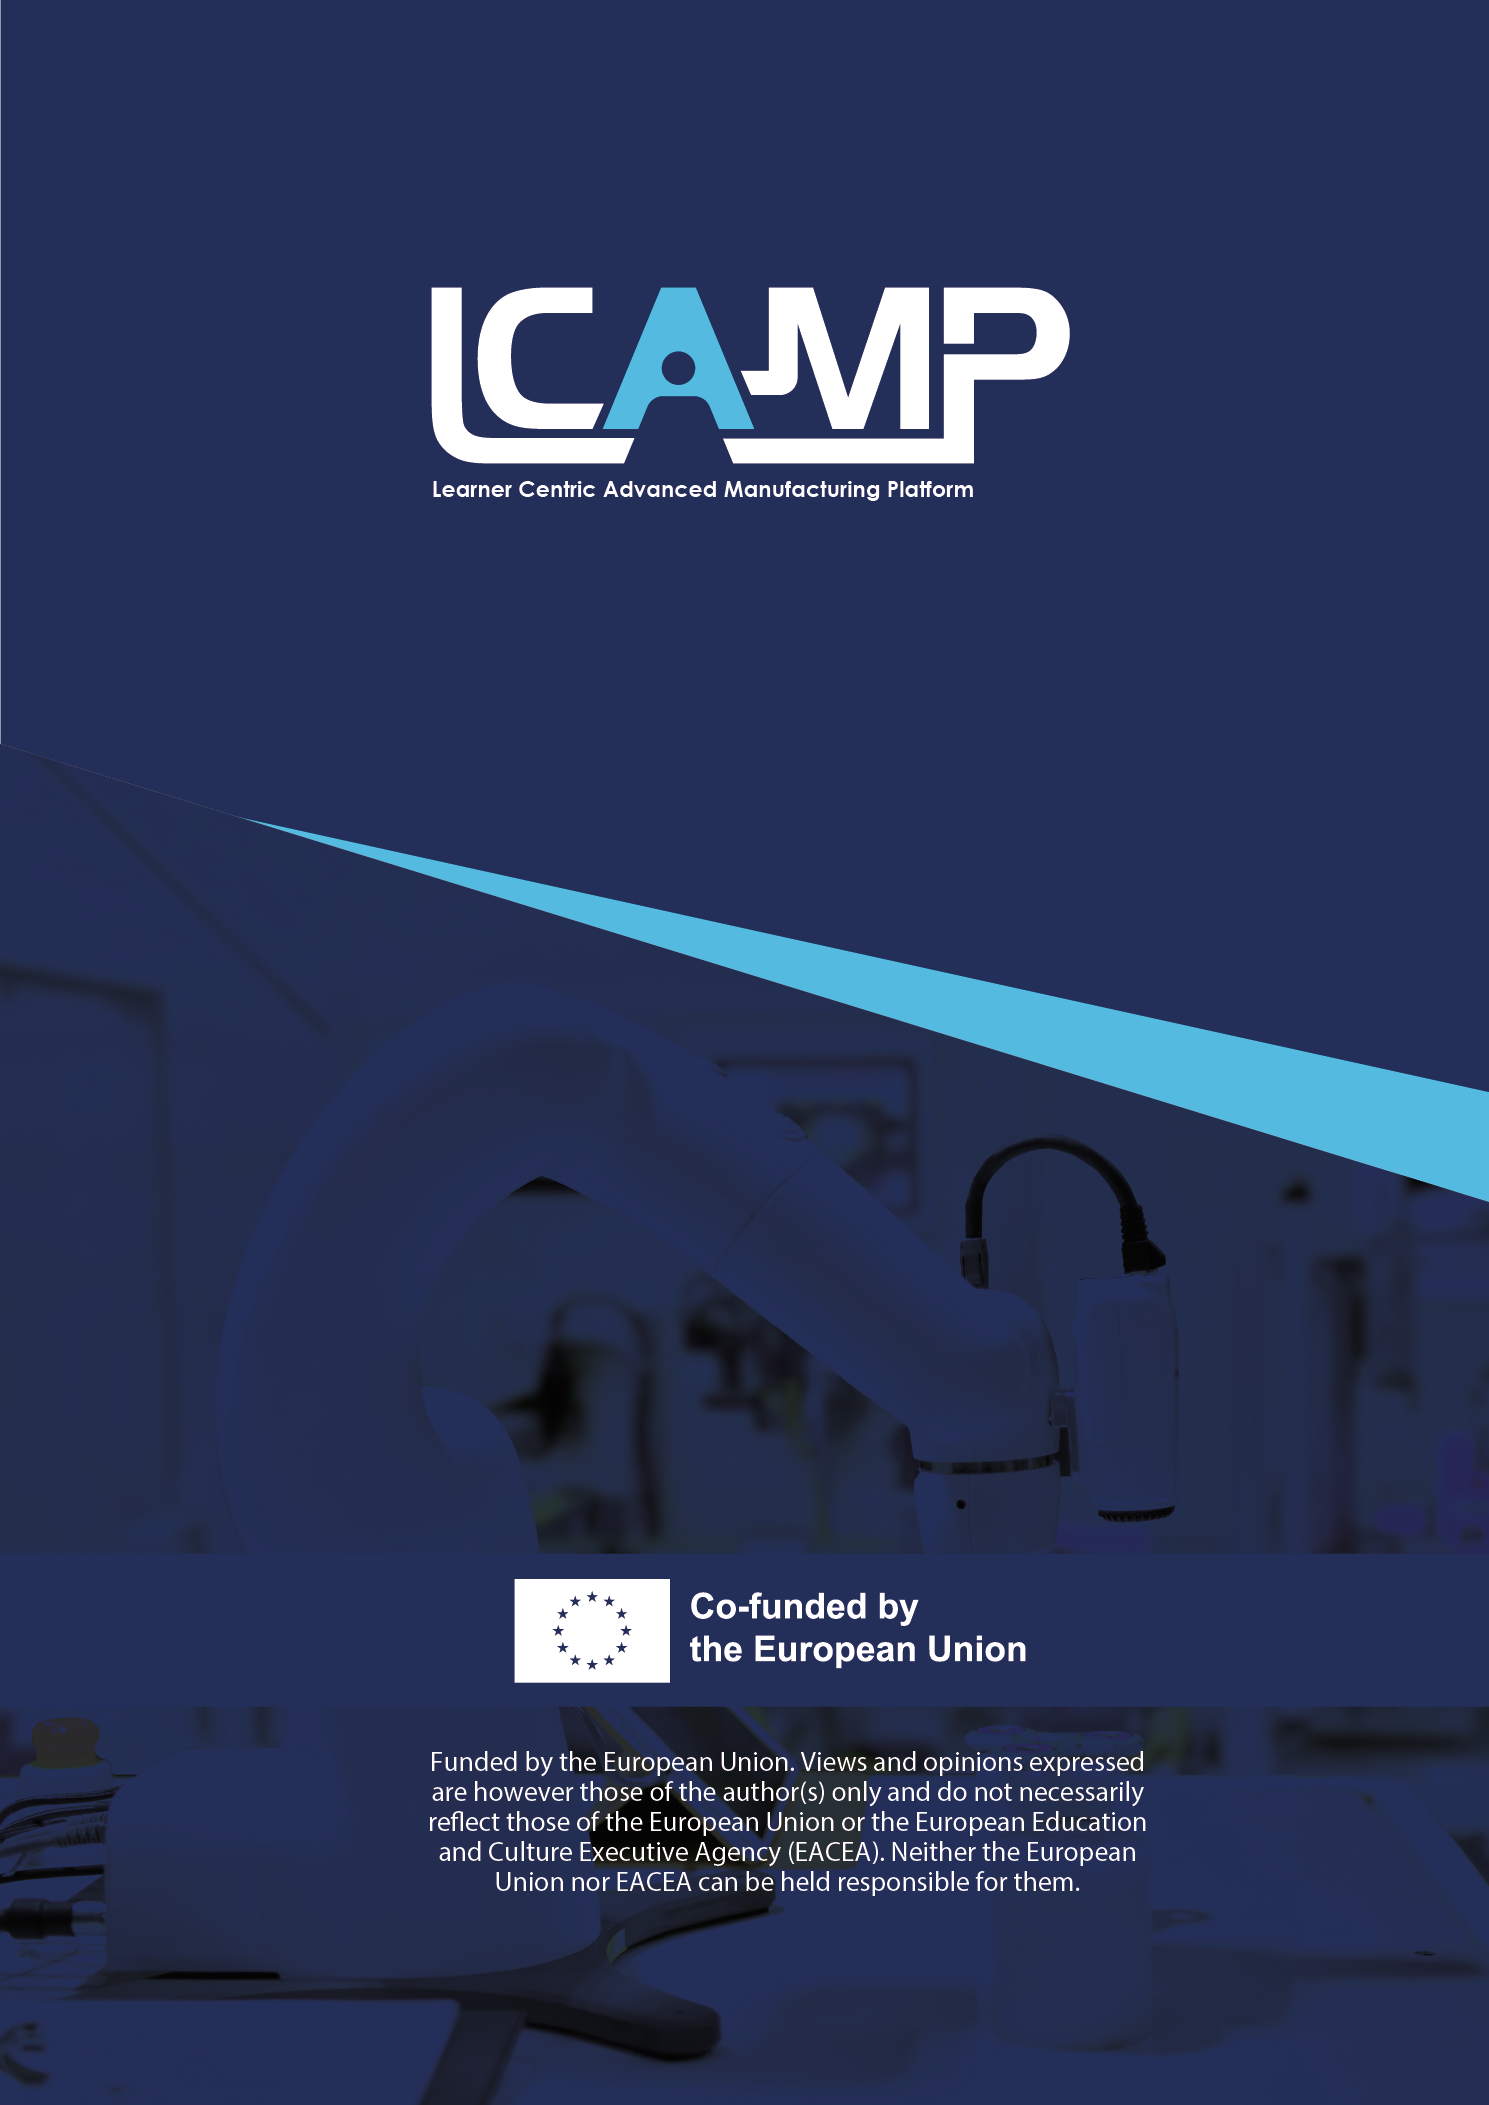 LCAMP
Learner Centric Advanced Manufacturing Platform
Co-funded by
the European Union
Funded by the European Union. Views and opinions expressed
are however those of the author(s) only and do not necessarily
reflect those of the European Union or the European Education
and Culture Executive Agency (EACEA). Neither the European
Union nor EACEA can be held responsible for them.